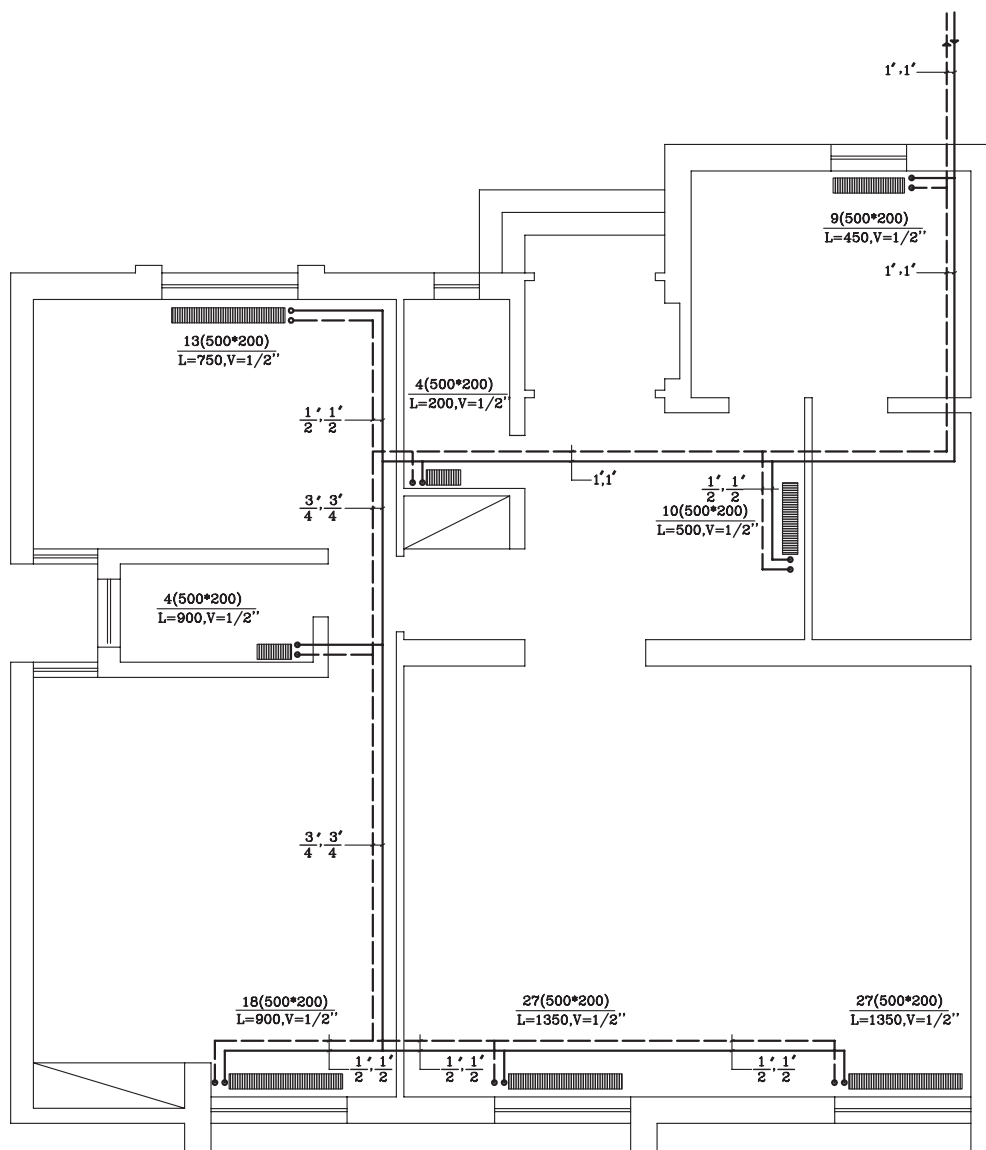 1′,1′
9(500*200)
L=450,V=1/2′′
1′,1′
13(500*200)
L=750,V=1/2′′
4(500*200)
L=200,V=1/2′′
1/2′,1/2′
1′,1′
3/4′,3/4′
1/2′,1/2′
10(500*200)
L=500,V=1/2′′
4(500*200)
L=900,V=1/2′′
3/4′,3/4′
18(500*200)
L=900,V=1/2′′
27(500*200)
L=1350,V=1/2′′
27(500*200)
L=1350,V=1/2′′
1/2′,1/2′
1/2′,1/2′
1/2′,1/2′